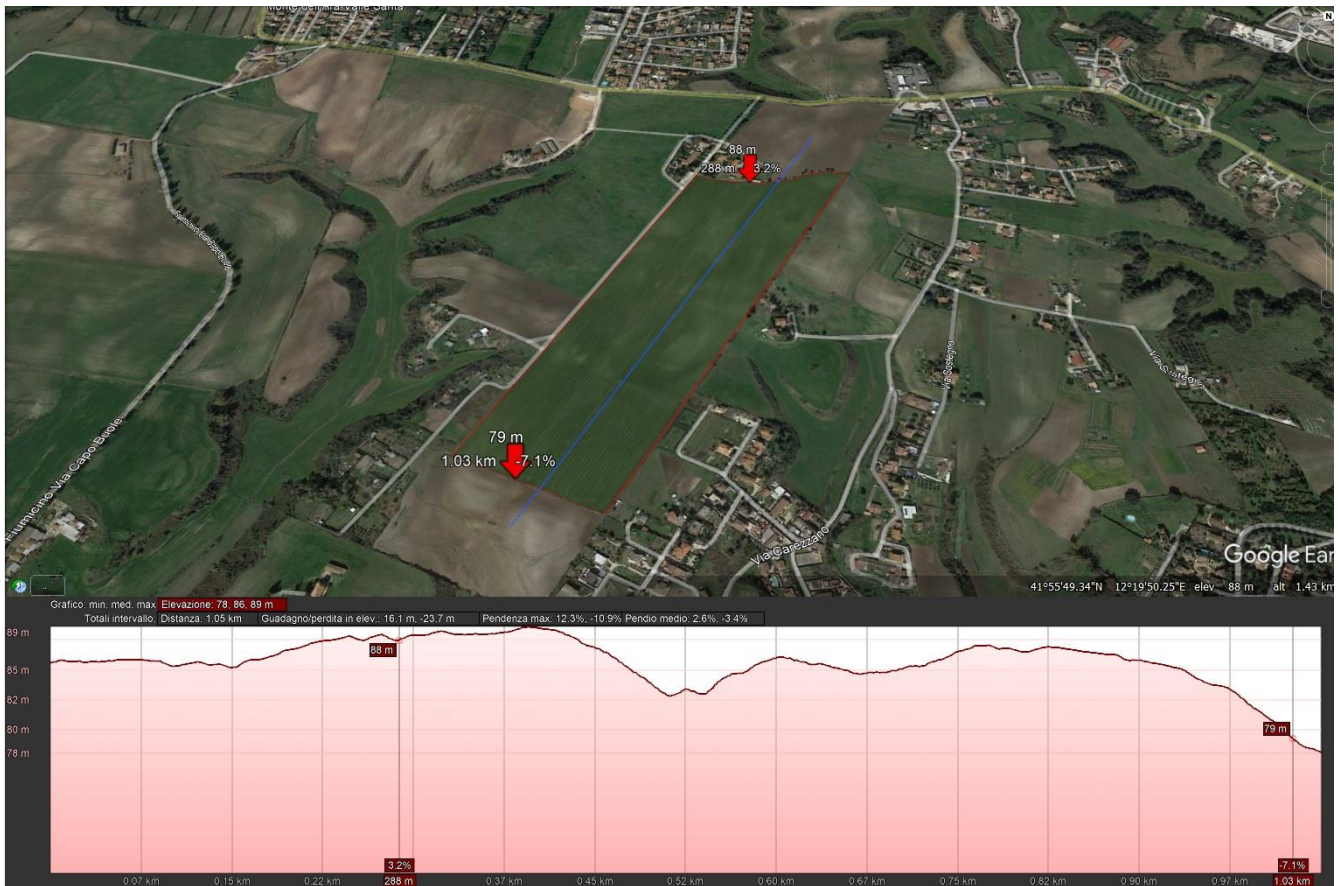 Monte dell'Ara-Valle Santa
88 m
288 m 3.2%
79 m
1.03 km -7.1%
Fiumicino Via Capo Buole
Via Sostegno
Via Carezzano
Google Ear
N
41°55'49.34"N 12°19'50.25"E elev 88 m alt 1.43 km
Grafico: min. med. max. Elevazione: 78, 86, 89 m
Totali intervallo: Distanza: 1.05 km Guadagno/perdita in elev.: 16.1 m, -23.7 m Pendenza max: 12.3%, -10.9% Pendio medio: 2.6%, -3.4%
89 m
88 m
85 m
82 m
80 m
79 m
78 m
3.2%
-7.1%
0.07 km 0.15 km 0.22 km 288 m 0.37 km 0.45 km 0.52 km 0.60 km 0.67 km 0.75 km 0.82 km 0.90 km 0.97 km 1.03 km